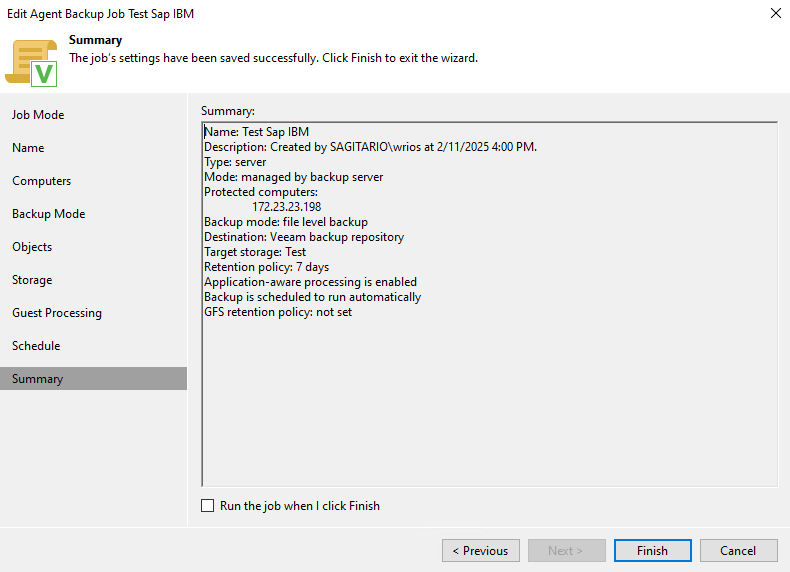 Edit Agent Backup Job Test Sap IBM
Summary
The job's settings have been saved successfully. Click Finish to exit the wizard.
V
Job Mode
Name
Computers
Backup Mode
Objects
Storage
Guest Processing
Schedule
Summary
Summary:
Name: Test Sap IBM
Description: Created by SAGITARIO\wrios at 2/11/2025 4:00 PM.
Type: server
Mode: managed by backup server
Protected computers:
172.23.23.198
Backup mode: file level backup
Destination: Veeam backup repository
Target storage: Test
Retention policy: 7 days
Application-aware processing is enabled
Backup is scheduled to run automatically
GFS retention policy: not set
Run the job when I click Finish
< Previous
Next >
Finish
Cancel